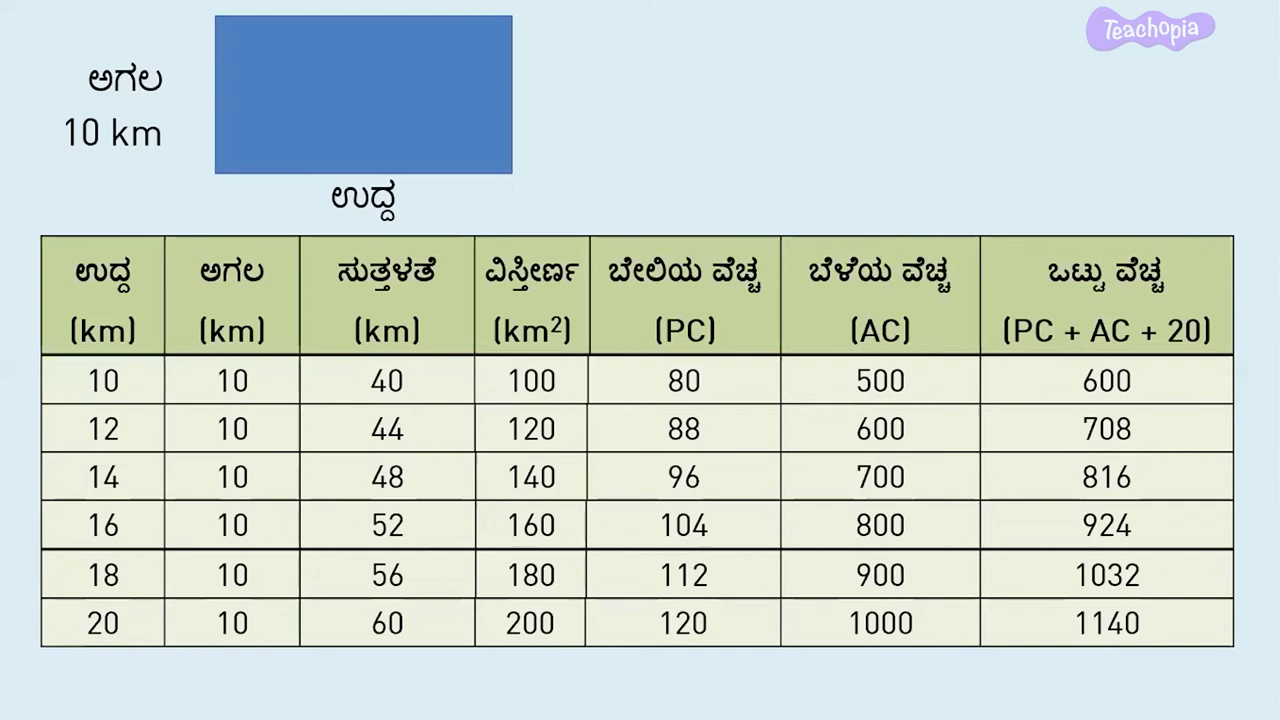 Teachopia
ಅಗಲ
10 km
ಉದ್ದ
ಉದ್ದ ಅಗಲ ಸುತ್ತಳತೆ ವಿಸ್ತೀರ್ಣ ಬೇಲಿಯ ವೆಚ್ಚ ಬೆಳೆಯ ವೆಚ್ಚ ಒಟ್ಟು ವೆಚ್ಚ
(km) (km) (km) (km²) (PC) (AC) (PC + AC + 20)
10 10 40 100 80 500 600
12 10 44 120 88 600 708
14 10 48 140 96 700 816
16 10 52 160 104 800 924
18 10 56 180 112 900 1032
20 10 60 200 120 1000 1140